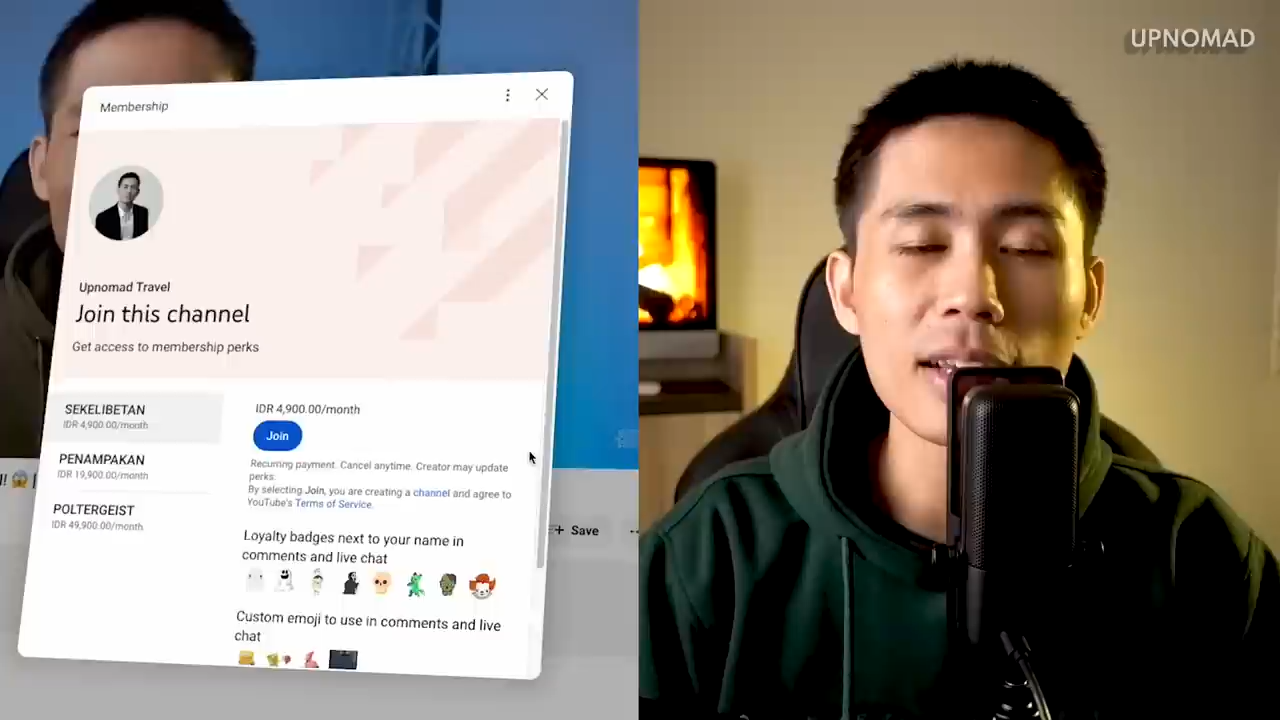 UPNOMAD
Membership
Upnomad Travel
Join this channel
Get access to membership perks
SEKELIBETAN
IDR 4,900.00/month
PENAMPAKAN
IDR 19,900.00/month
POLTERGEIST
IDR 49,900.00/month
IDR 4,900.00/month
Join
Recurring payment. Cancel anytime. Creator may update
perks.
By selecting Join, you are creating a channel and agree to
YouTube's Terms of Service.
Loyalty badges next to your name in
comments and live chat
Custom emoji to use in comments and live
chat
Save